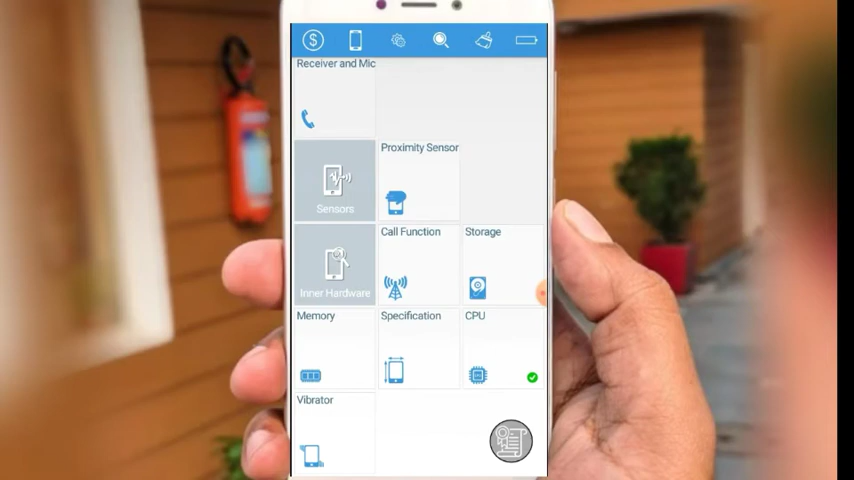 Receiver and Mic
Sensors
Proximity Sensor
Inner Hardware
Call Function
Storage
Memory
Specification
CPU
Vibrator